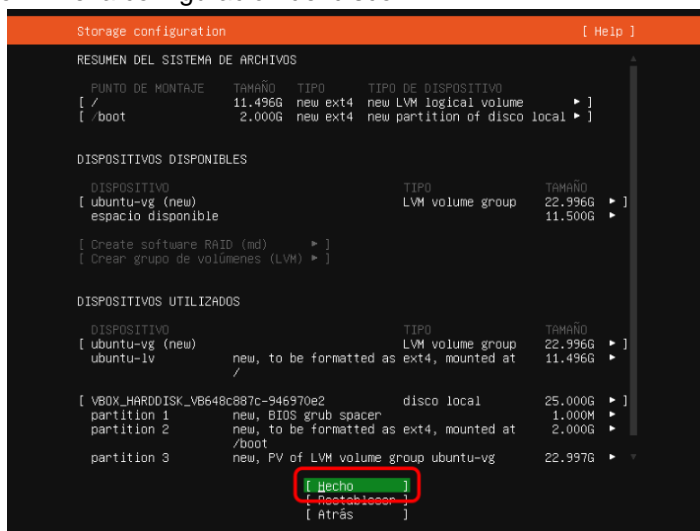 Storage configuration [ Help ]
RESUMEN DEL SISTEMA DE ARCHIVOS
PUNTO DE MONTAJE TAMAÑO TIPO TIPO DE DISPOSITIVO
[ / 11.496G new ext4 new LVM logical volume ▸ ]
[ /boot 2.000G new ext4 new partition of disco local ▸ ]
DISPOSITIVOS DISPONIBLES
DISPOSITIVO TIPO TAMAÑO
[ ubuntu-vg (new) LVM volume group 22.996G ▸ ]
espacio disponible 11.500G ▸
[ Create software RAID (md) ▸ ]
[ Crear grupo de volúmenes (LVM) ▸ ]
DISPOSITIVOS UTILIZADOS
DISPOSITIVO TIPO TAMAÑO
[ ubuntu-vg (new) LVM volume group 22.996G ▸ ]
ubuntu-lv new, to be formatted as ext4, mounted at 11.496G ▸
/
[ VBOX_HARDDISK_VB648c887c-946970e2 disco local 25.000G ▸ ]
partition 1 new, BIOS grub spacer 1.000M ▸
partition 2 new, to be formatted as ext4, mounted at 2.000G ▸
/boot
partition 3 new, PV of LVM volume group ubuntu-vg 22.997G ▸
[ Hecho ]
[ Restablecer ]
[ Atrás ]